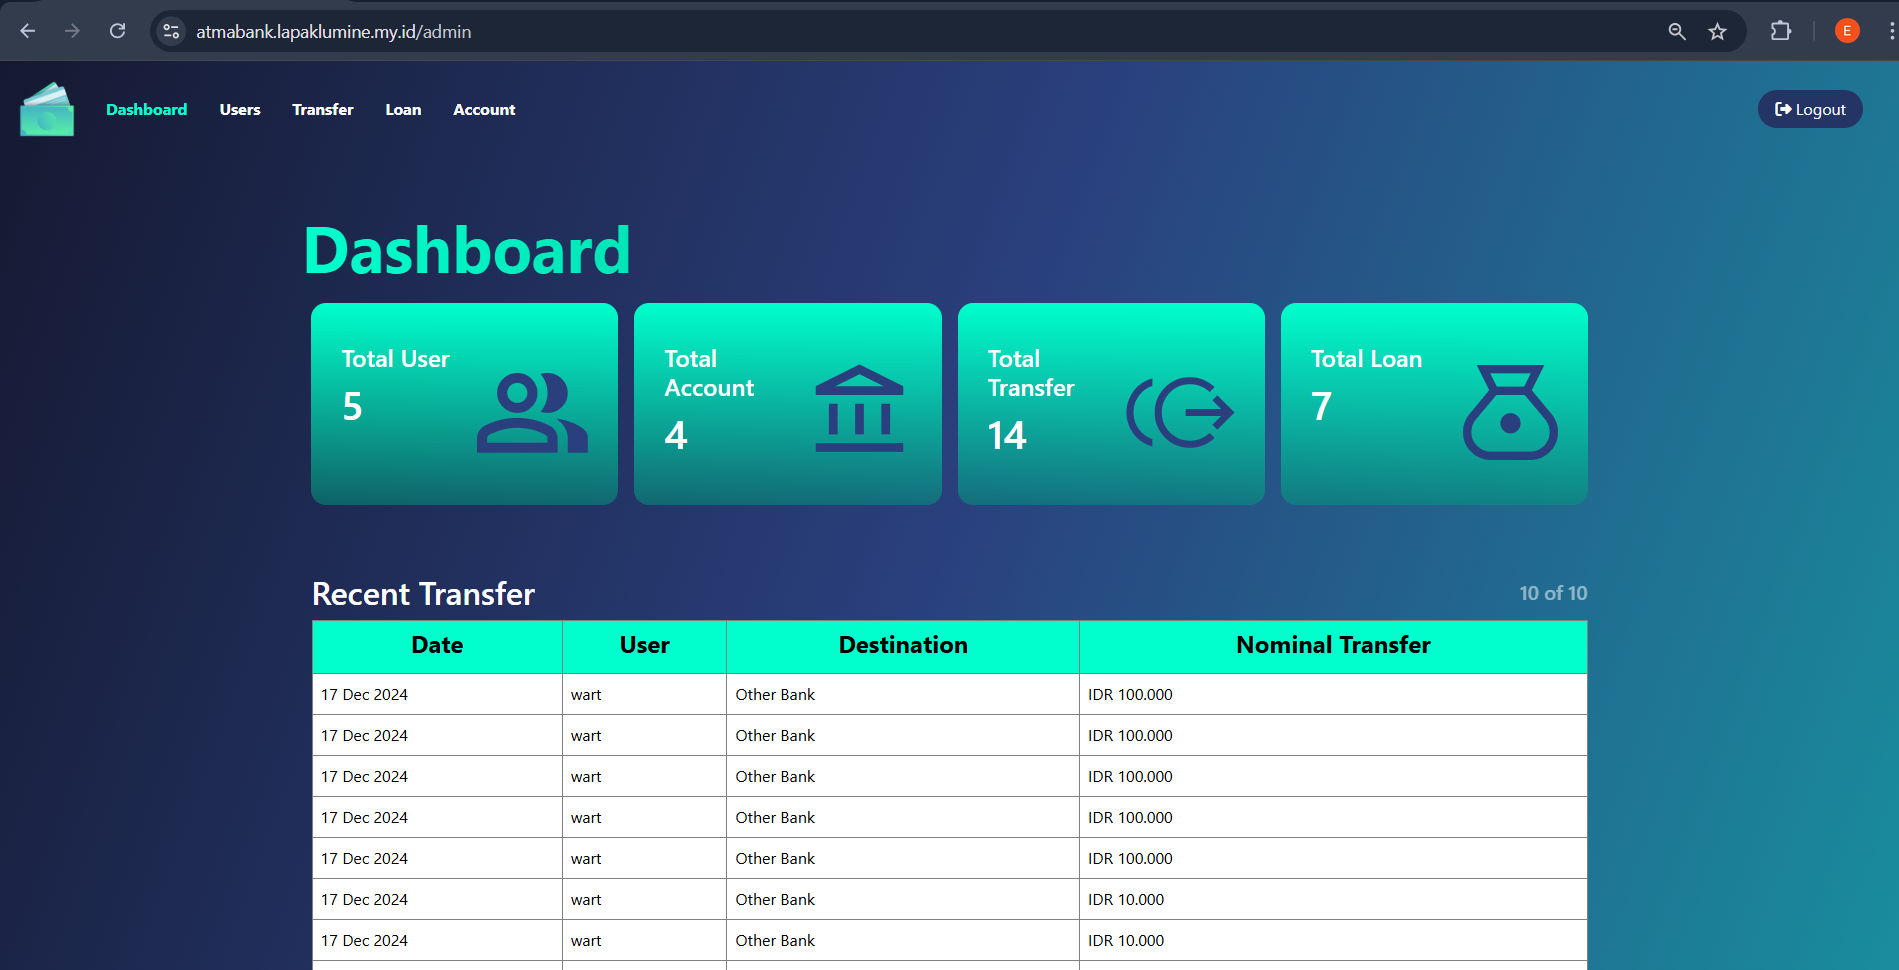 atmabank.lapaklumine.my.id/admin
E
Dashboard Users Transfer Loan Account Logout
Dashboard
Total User
5
Total
Account
4
Total
Transfer
14
Total Loan
7
Recent Transfer 10 of 10
Date User Destination Nominal Transfer
17 Dec 2024 wart Other Bank IDR 100.000
17 Dec 2024 wart Other Bank IDR 100.000
17 Dec 2024 wart Other Bank IDR 100.000
17 Dec 2024 wart Other Bank IDR 100.000
17 Dec 2024 wart Other Bank IDR 100.000
17 Dec 2024 wart Other Bank IDR 10.000
17 Dec 2024 wart Other Bank IDR 10.000